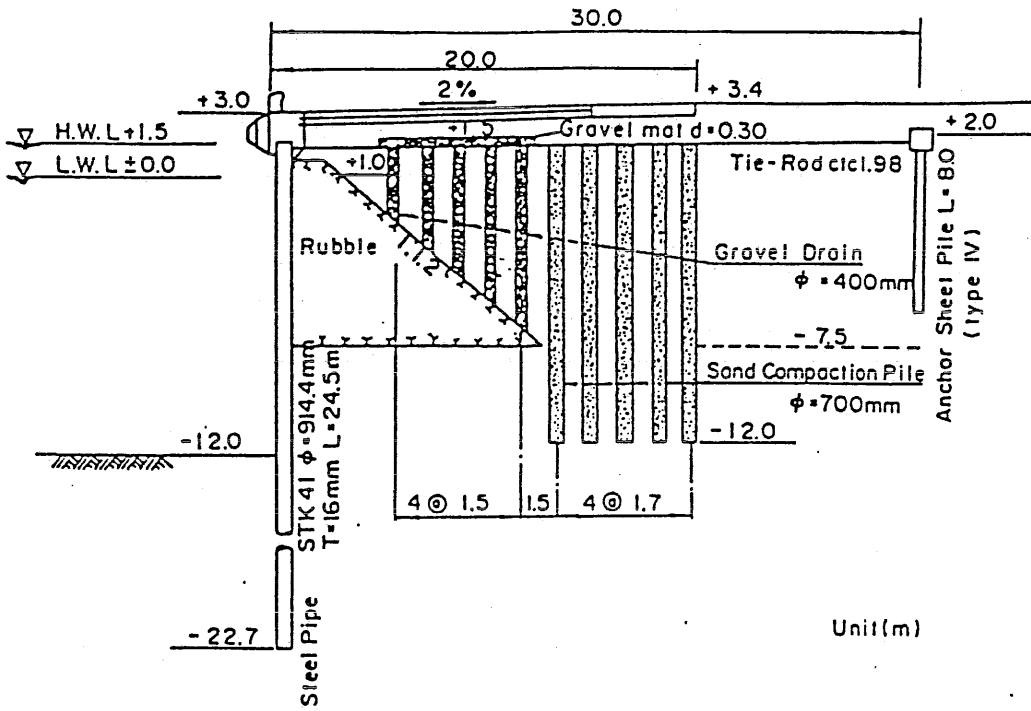 30.0
20.0
2%
+3.0
+3.4
H.W.L+1.5
+1.5
Gravel mat d=0.30
+2.0
L.W.L±0.0
+1.0
Tie-Rod ctc1.98
Rubble
1:1.2
Gravel Drain
φ=400mm
Anchor Sheel Pile L=8.0
(type IV)
-7.5
Sand Compaction Pile
φ=700mm
-12.0
-12.0
STK41 φ=914.4mm
T=16mm L=24.5m
4@1.5
1.5
4@1.7
Steel Pipe
-22.7
Unit(m)